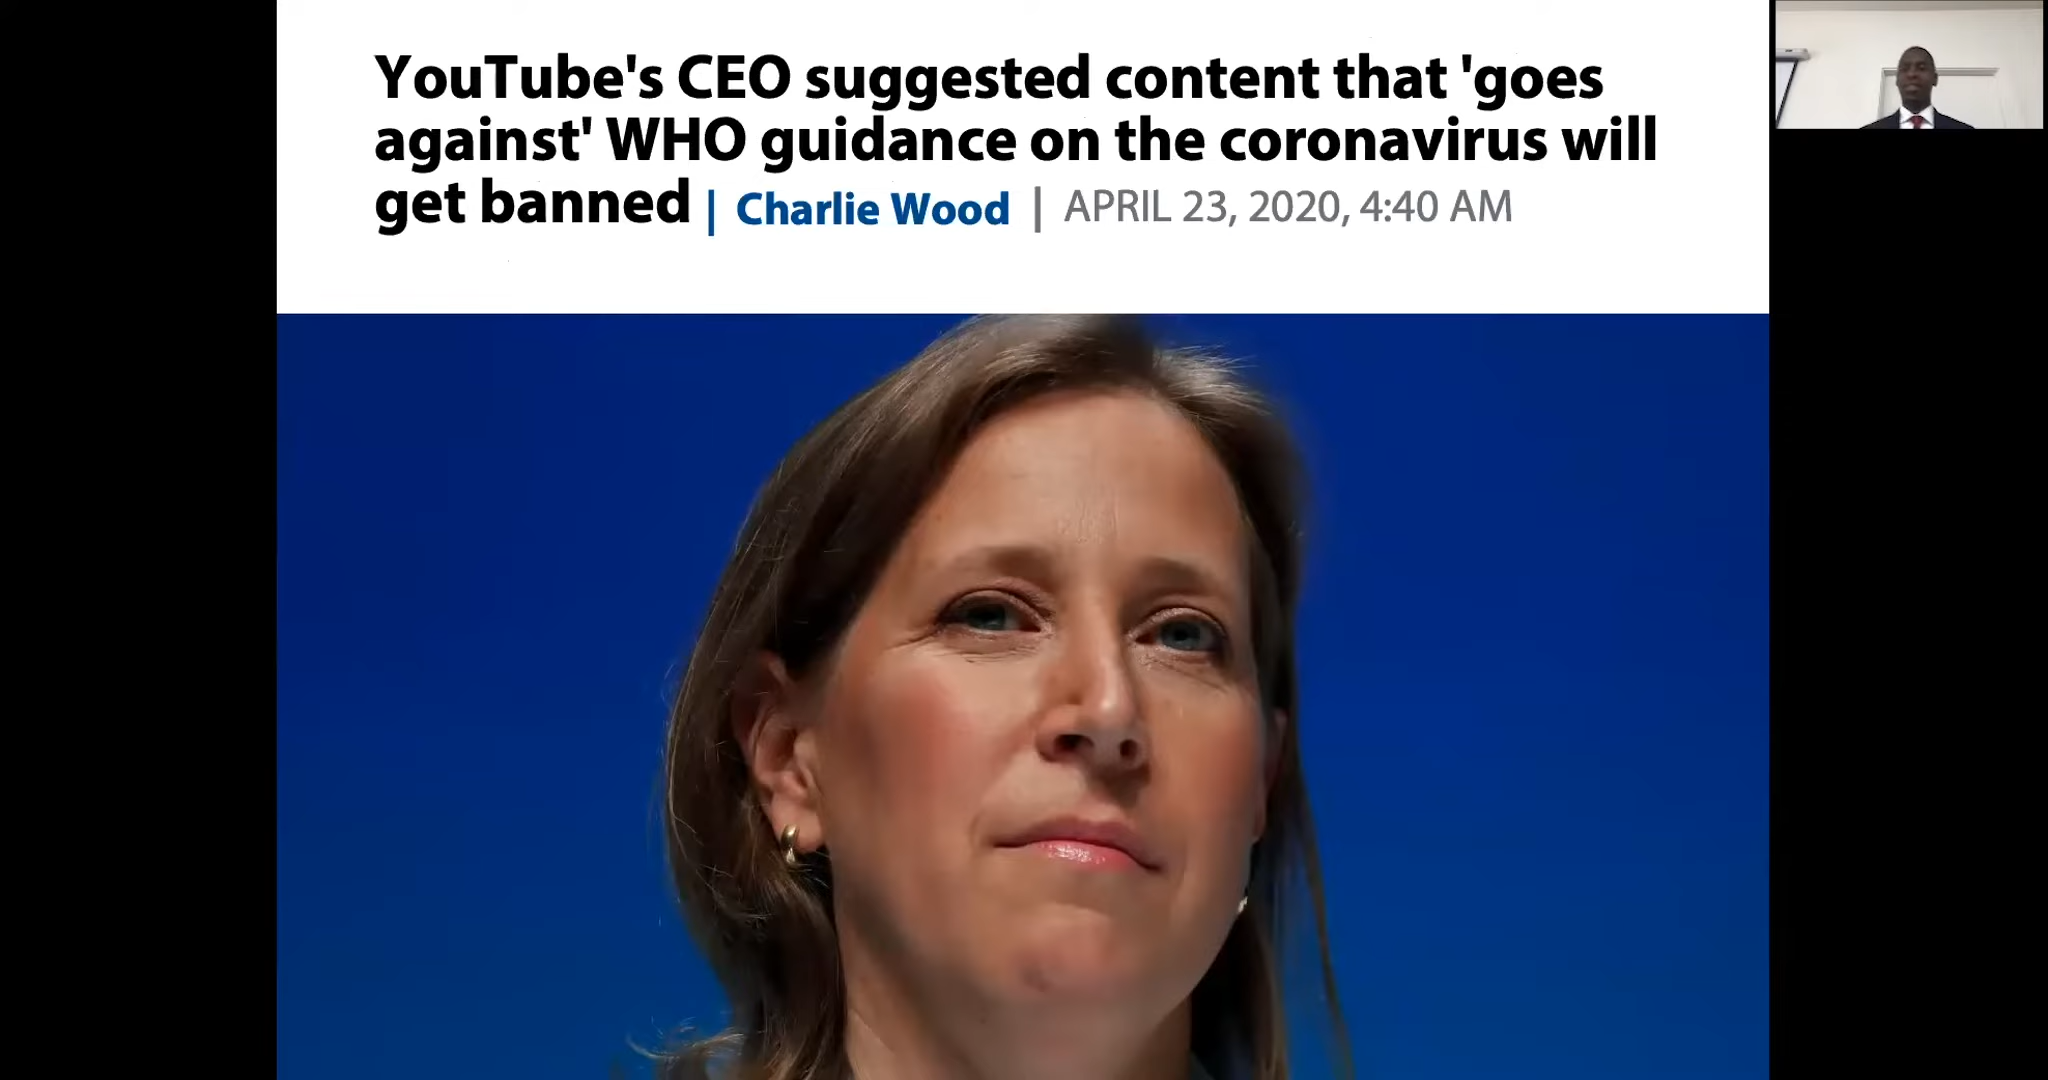 YouTube's CEO suggested content that 'goes
against' WHO guidance on the coronavirus will
get banned | Charlie Wood | APRIL 23, 2020, 4:40 AM